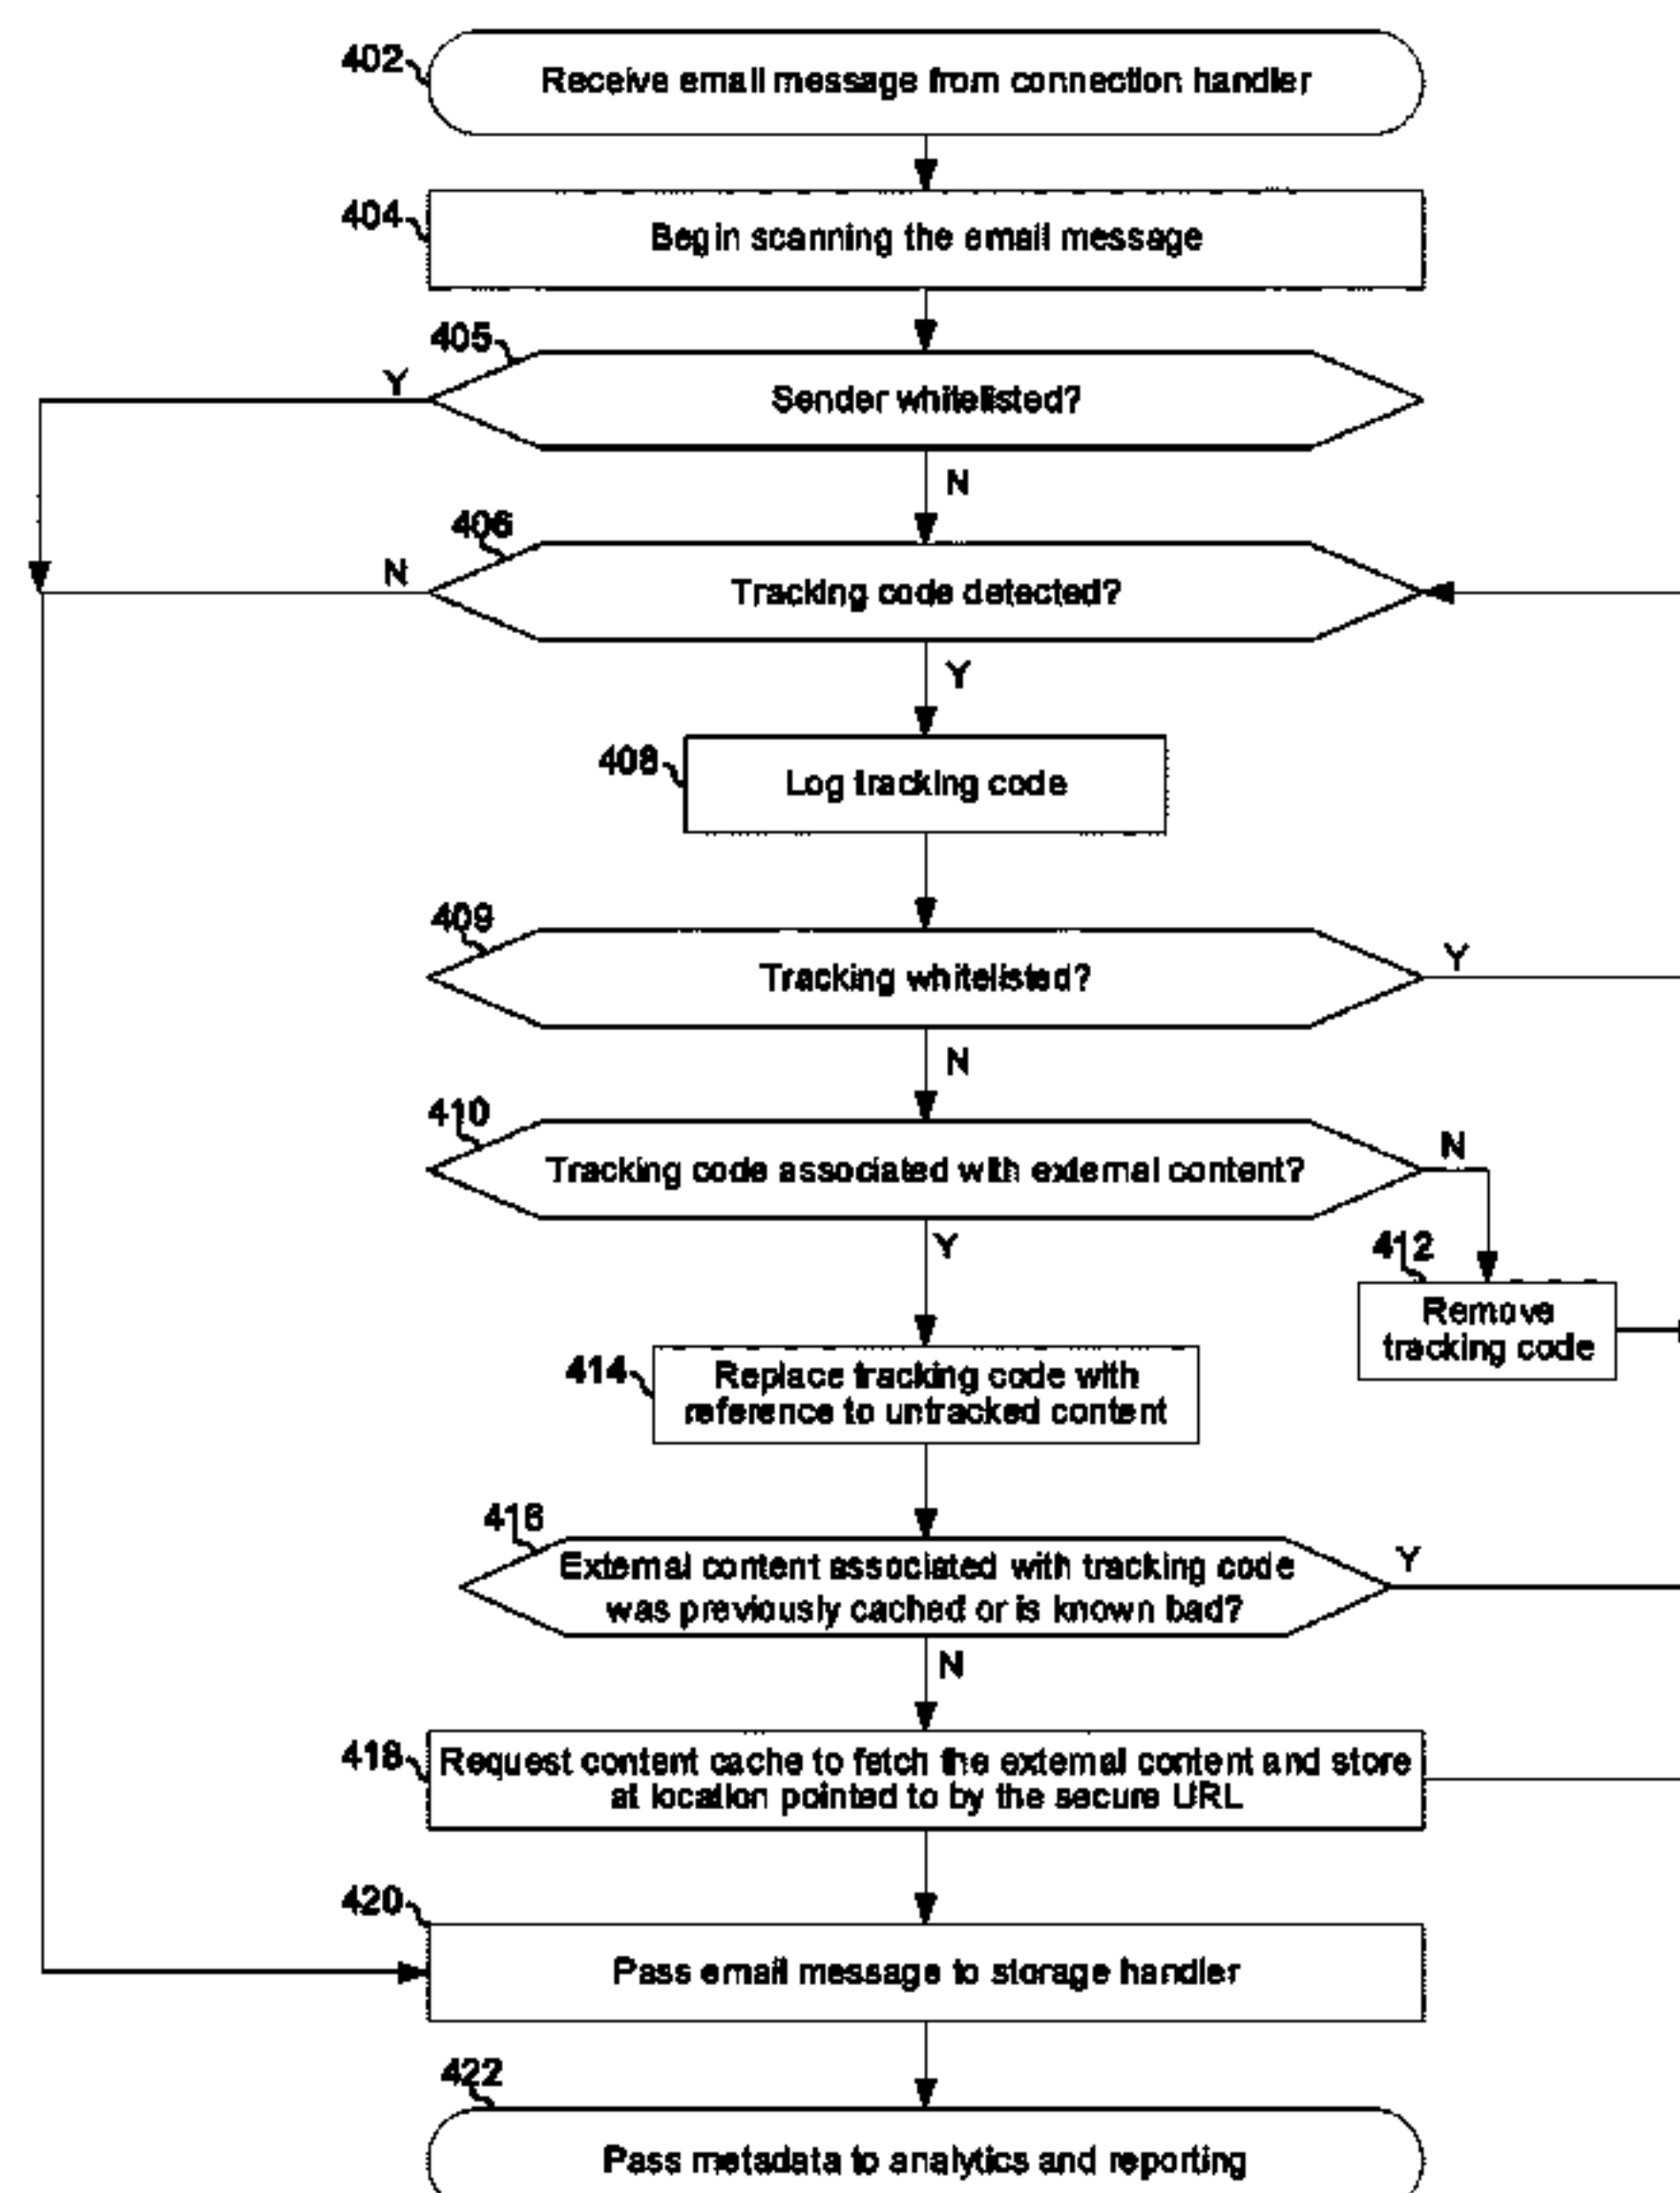 402
Receive email message from connection handler
404
Begin scanning the email message
405
Y
Sender whitelisted?
N
406
N
Tracking code detected?
Y
408
Log tracking code
409
Y
Tracking whitelisted?
N
410
N
Tracking code associated with external content?
Y
412
Remove
tracking code
414
Replace tracking code with
reference to untracked content
416
Y
External content associated with tracking code
was previously cached or is known bad?
N
418
Request content cache to fetch the external content and store
at location pointed to by the secure URL
420
Pass email message to storage handler
422
Pass metadata to analytics and reporting